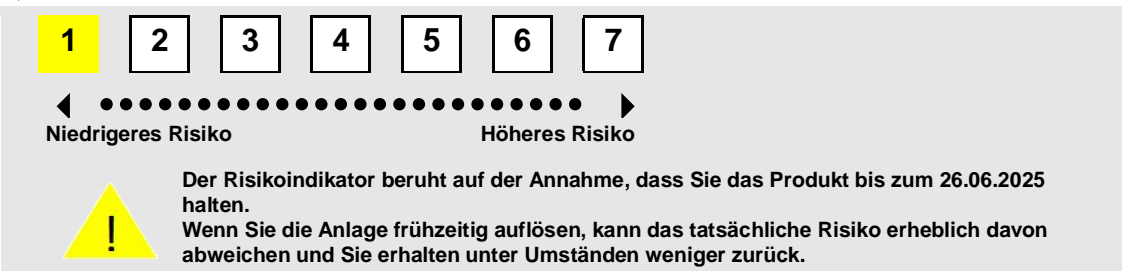 1 2 3 4 5 6 7
Niedrigeres Risiko Höheres Risiko
Der Risikoindikator beruht auf der Annahme, dass Sie das Produkt bis zum 26.06.2025
halten.
Wenn Sie die Anlage frühzeitig auflösen, kann das tatsächliche Risiko erheblich davon
! abweichen und Sie erhalten unter Umständen weniger zurück.